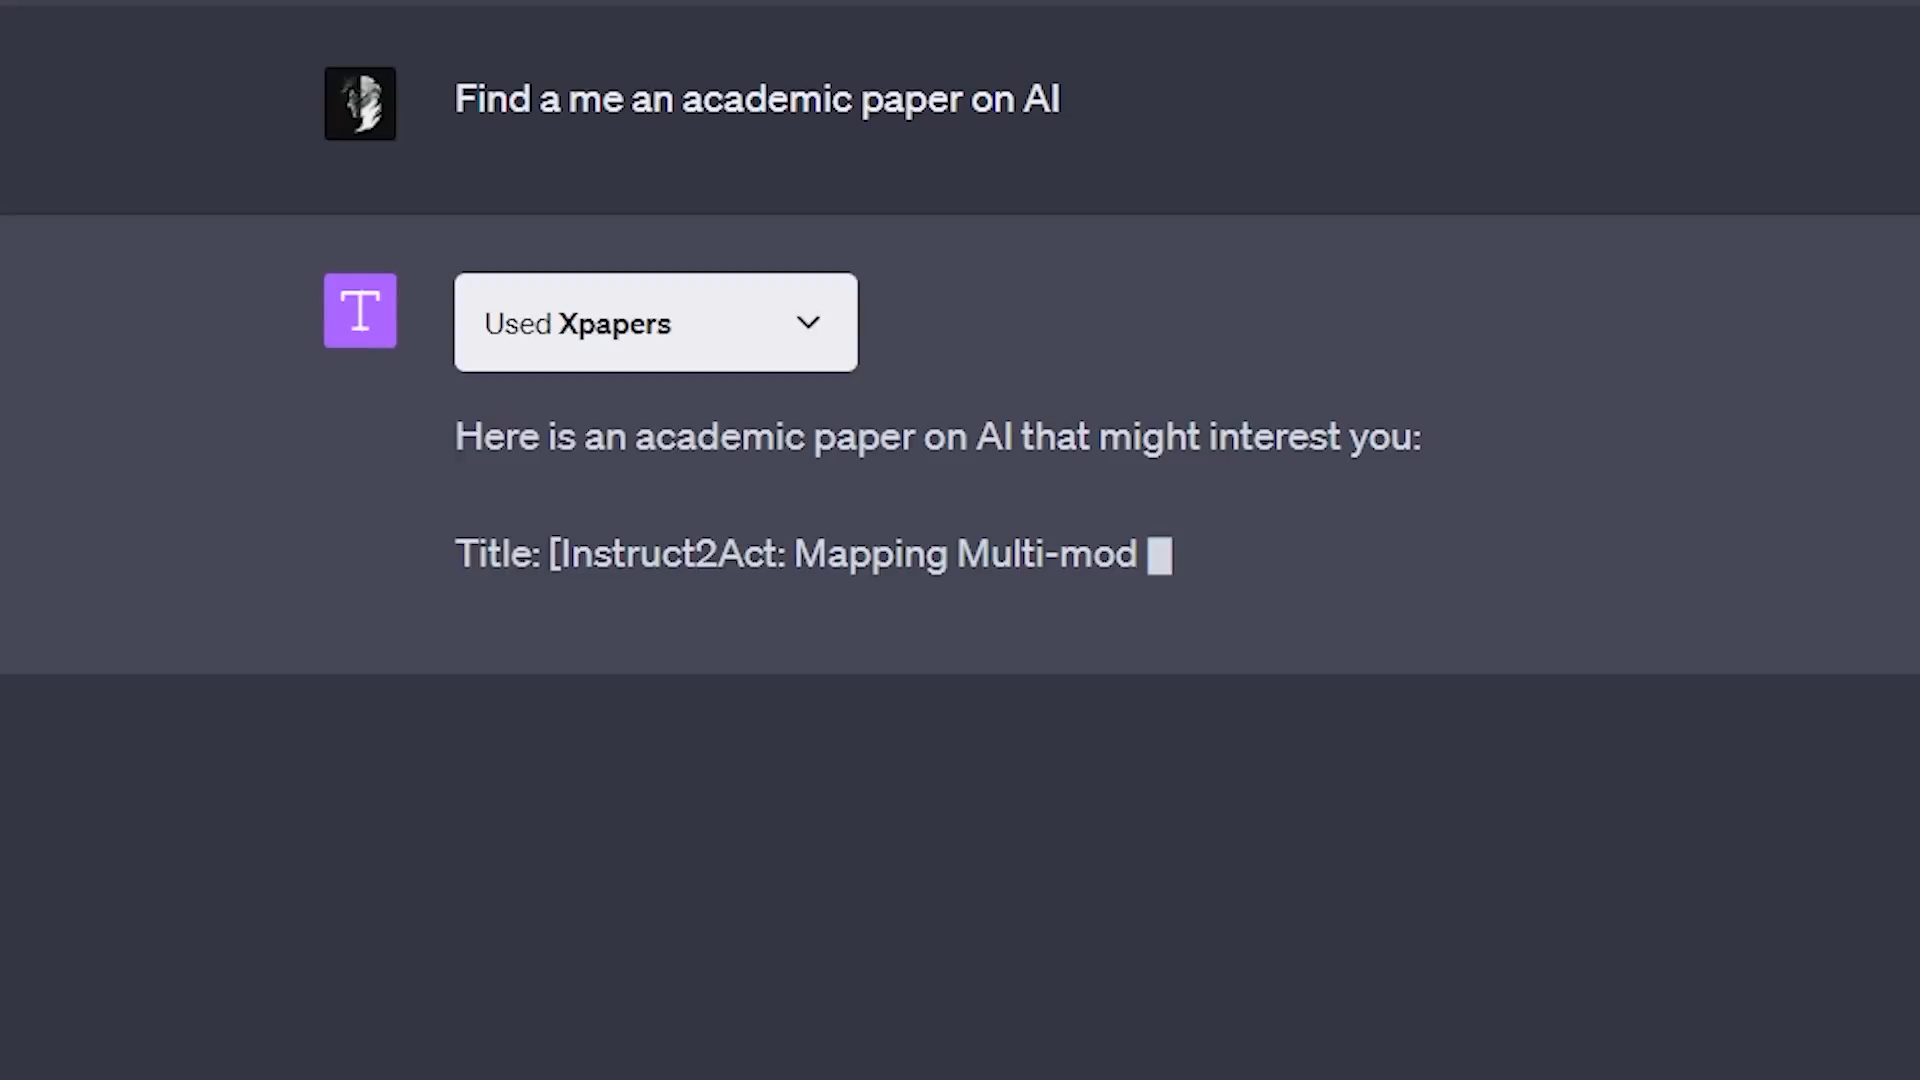 Find a me an academic paper on AI
T
Used Xpapers
Here is an academic paper on AI that might interest you:
Title: [Instruct2Act: Mapping Multi-mod